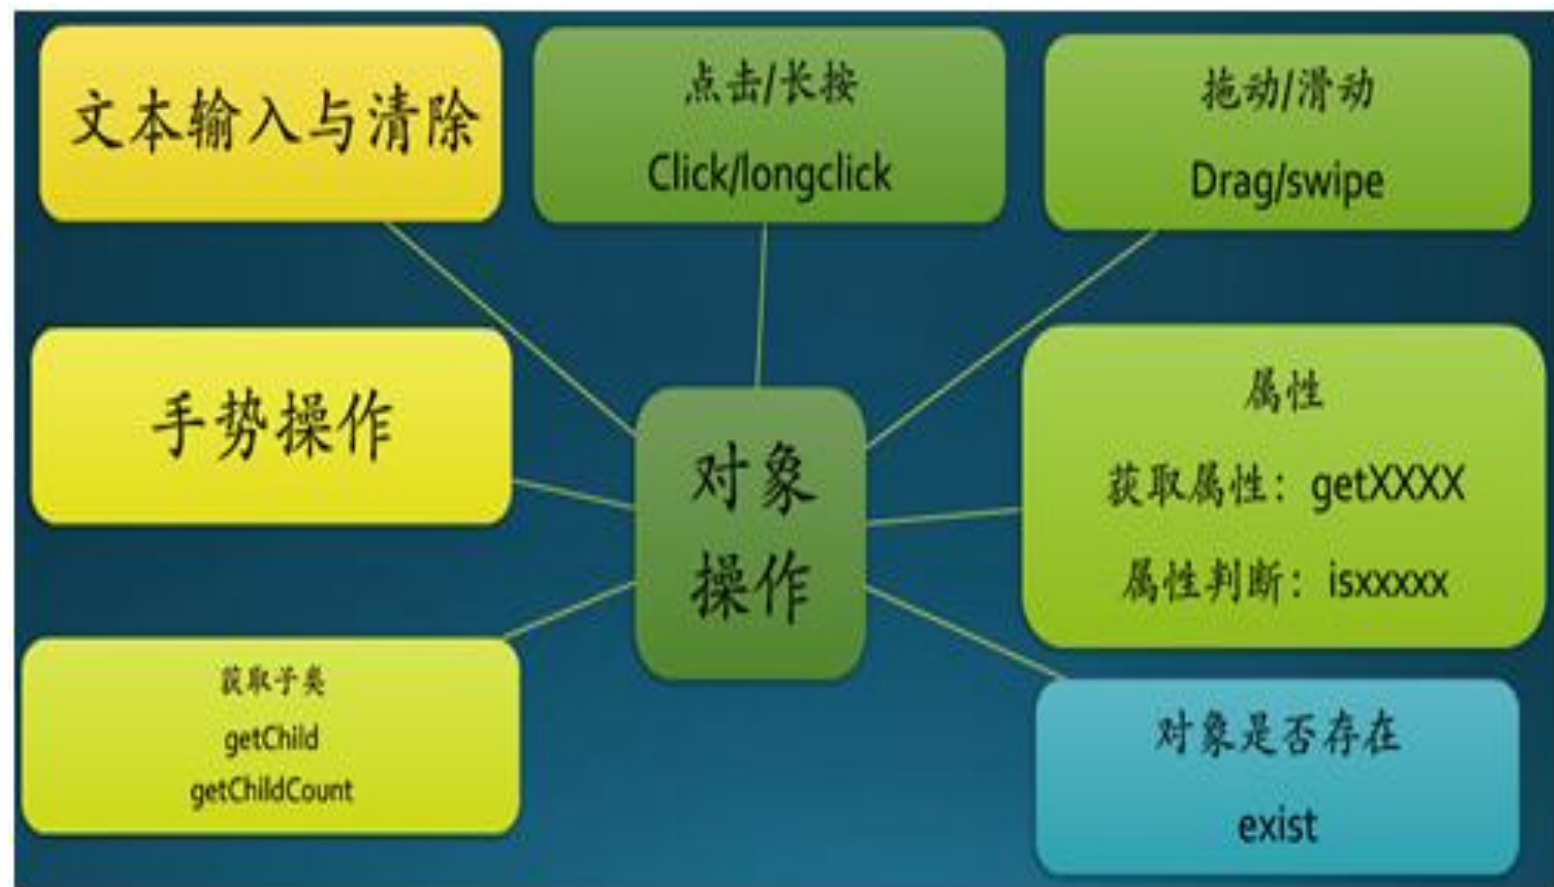 文本输入与清除
点击/长按
Click/longclick
拖动/滑动
Drag/swipe
手势操作
对象
操作
属性
获取属性：getXXXX
属性判断：isxxxxx
获取子类
getChild
getChildCount
对象是否存在
exist